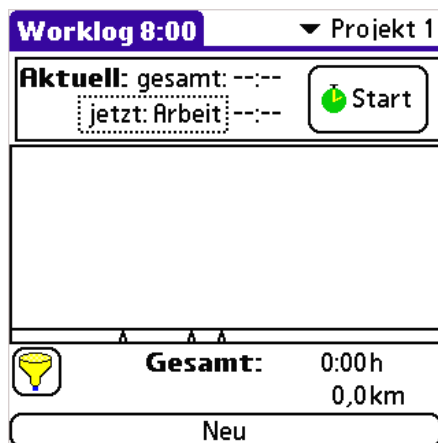 Worklog 8:00 Projekt 1
Aktuell: gesamt: --:--
jetzt: Arbeit --:--
Start
Gesamt: 0:00h
0,0km
Neu